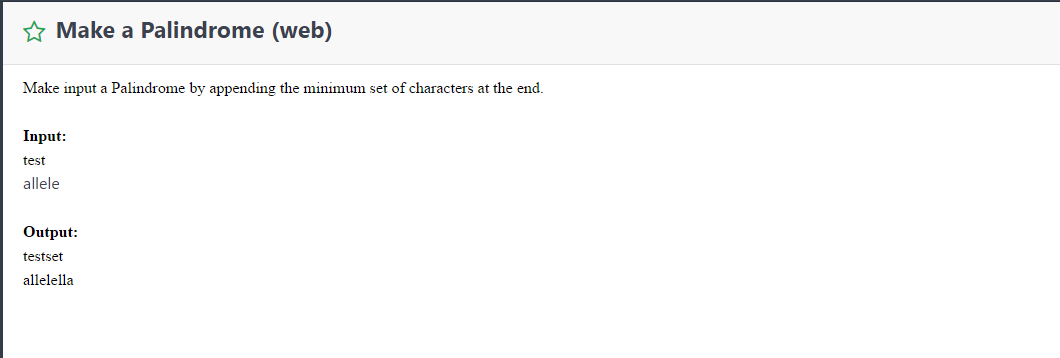 Make a Palindrome (web)
Make input a Palindrome by appending the minimum set of characters at the end.
Input:
test
allele
Output:
testset
allelella